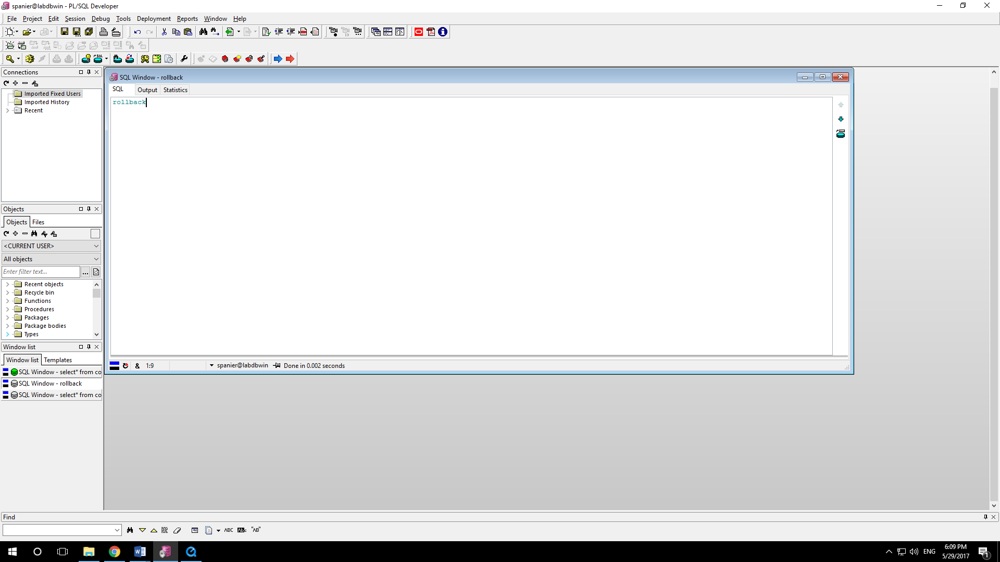 spanier@labdbwin - PL/SQL Developer
File Project Edit Session Debug Tools Deployment Reports Window Help
Connections
Imported Fixed Users
Imported History
Recent
SQL Window - rollback
SQL Output Statistics
rollback
1:9 spanier@labdbwin Done in 0.002 seconds
Objects
Objects Files
<CURRENT USER>
All objects
Enter filter text...
Recent objects
Recycle bin
Functions
Procedures
Packages
Package bodies
Types
Window list
Window list Templates
SQL Window - select* from co
SQL Window - rollback
SQL Window - select* from co
Find
ABC "AB"
ENG
6:09 PM
5/29/2017
1